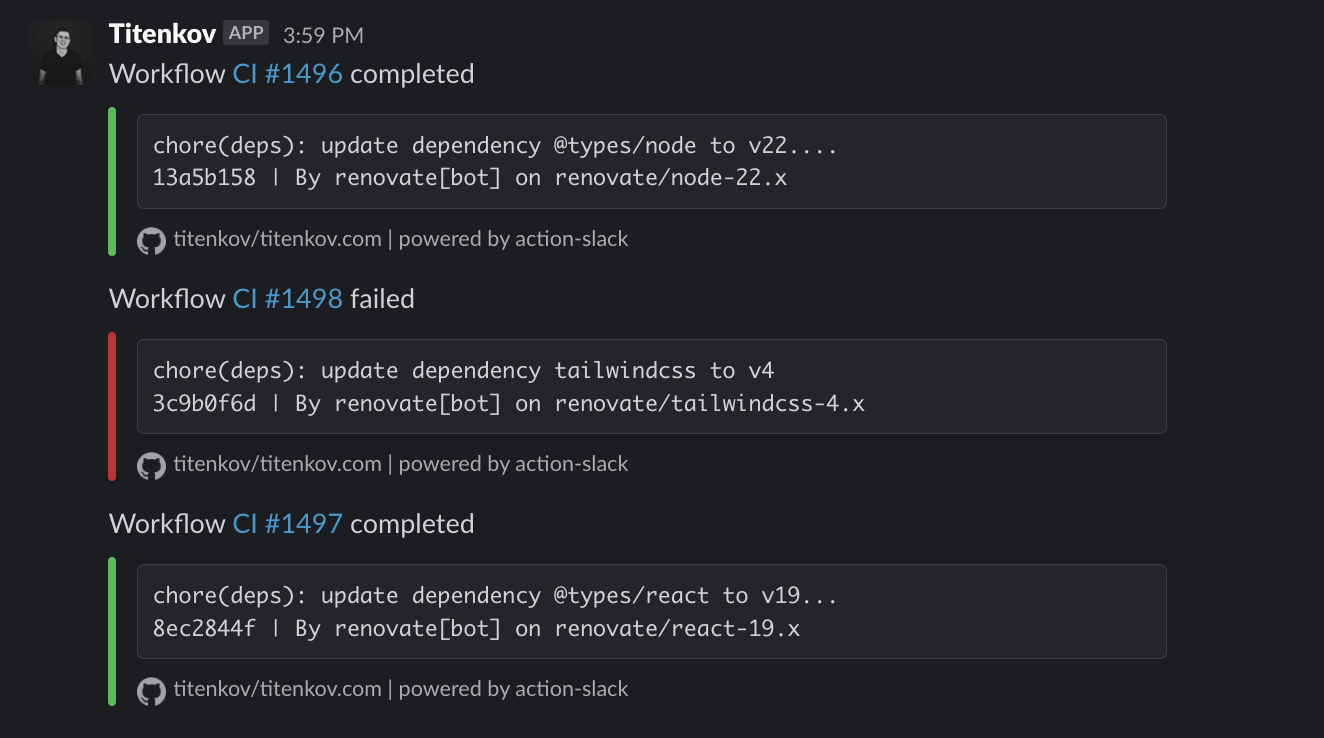 Titenkov APP 3:59 PM
Workflow CI #1496 completed
chore(deps): update dependency @types/node to v22....
13a5b158 | By renovate[bot] on renovate/node-22.x
titenkov/titenkov.com | powered by action-slack
Workflow CI #1498 failed
chore(deps): update dependency tailwindcss to v4
3c9b0f6d | By renovate[bot] on renovate/tailwindcss-4.x
titenkov/titenkov.com | powered by action-slack
Workflow CI #1497 completed
chore(deps): update dependency @types/react to v19...
8ec2844f | By renovate[bot] on renovate/react-19.x
titenkov/titenkov.com | powered by action-slack